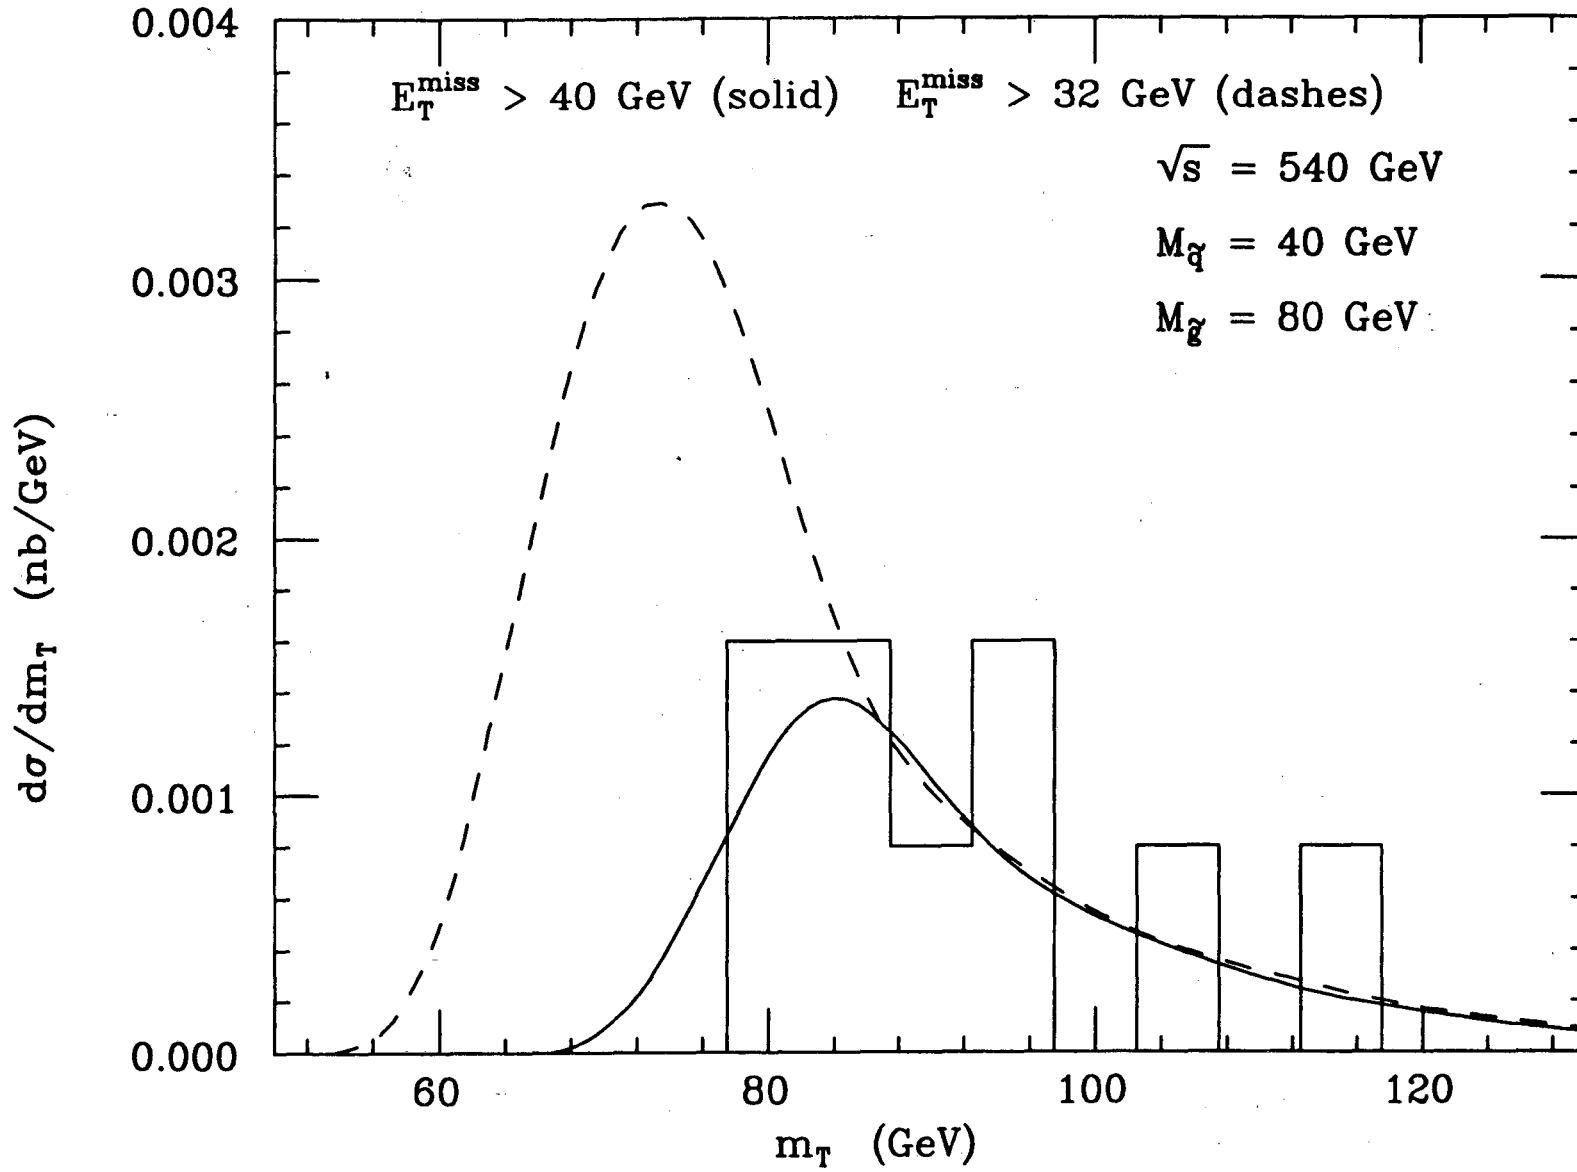 0.004
E_T^miss > 40 GeV (solid) E_T^miss > 32 GeV (dashes)
√s = 540 GeV
M_q̃ = 40 GeV
M_g̃ = 80 GeV
0.003
0.002
0.001
0.000
dσ/dm_T (nb/GeV)
60 80 100 120
m_T (GeV)